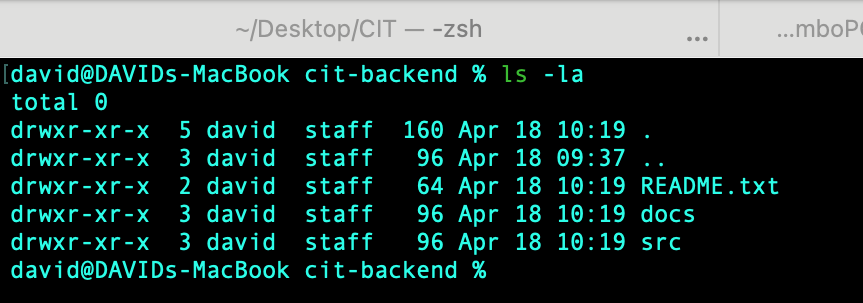 ~/Desktop/CIT — -zsh
...
...mboPC
[david@DAVIDs-MacBook cit-backend % ls -la
total 0
drwxr-xr-x  5 david  staff  160 Apr 18 10:19 .
drwxr-xr-x  3 david  staff   96 Apr 18 09:37 ..
drwxr-xr-x  2 david  staff   64 Apr 18 10:19 README.txt
drwxr-xr-x  3 david  staff   96 Apr 18 10:19 docs
drwxr-xr-x  3 david  staff   96 Apr 18 10:19 src
david@DAVIDs-MacBook cit-backend %